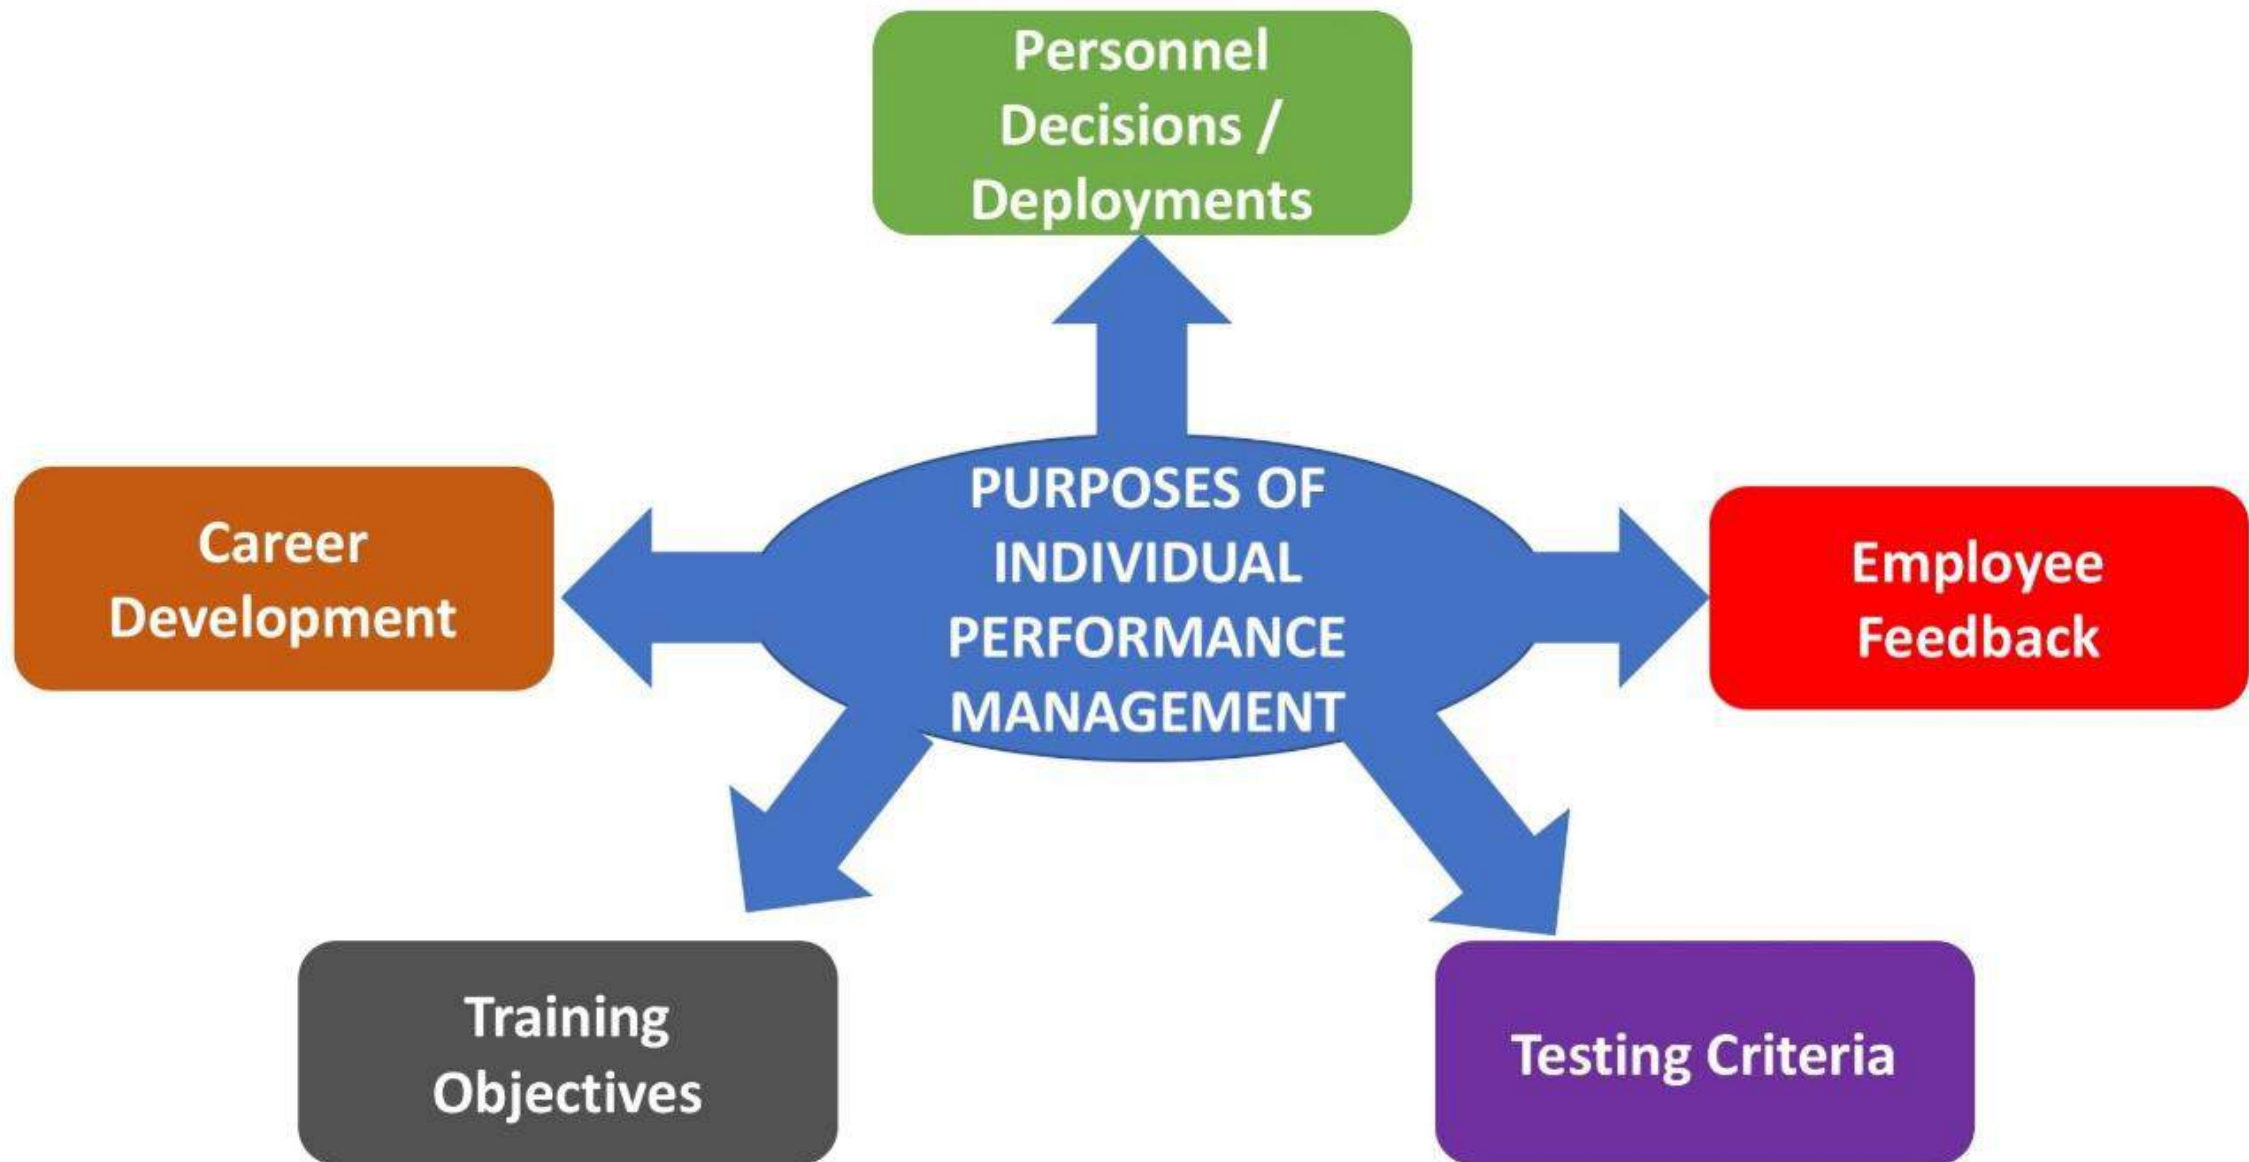 Personnel
Decisions /
Deployments
PURPOSES OF
INDIVIDUAL
PERFORMANCE
MANAGEMENT
Career
Development
Employee
Feedback
Training
Objectives
Testing Criteria